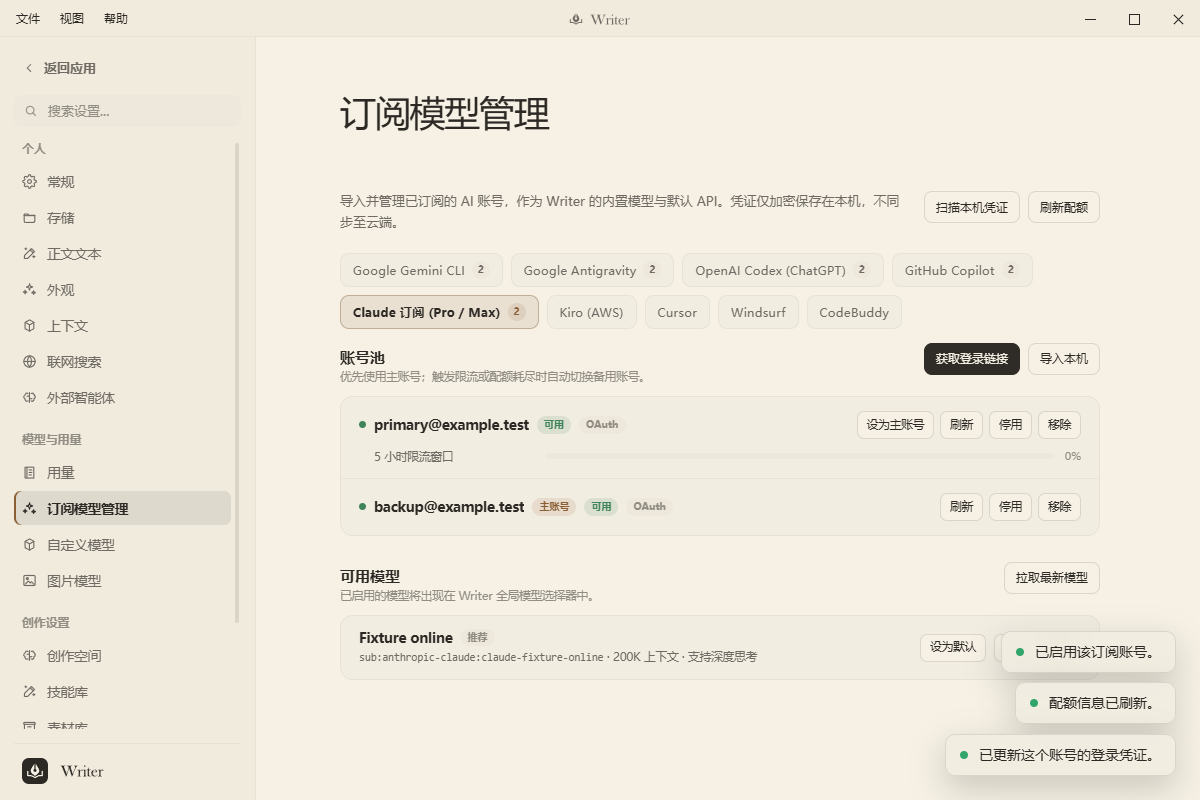 文件 视图 帮助 Writer
返回应用
搜索设置...
个人
常规
存储
正文文本
外观
上下文
联网搜索
外部智能体
模型与用量
用量
订阅模型管理
自定义模型
图片模型
创作设置
创作空间
技能库
素材库
Writer
订阅模型管理
导入并管理已订阅的 AI 账号，作为 Writer 的内置模型与默认 API。凭证仅加密保存在本机，不同
步至云端。
扫描本机凭证 刷新配额
Google Gemini CLI 2 Google Antigravity 2 OpenAI Codex (ChatGPT) 2 GitHub Copilot 2
Claude 订阅 (Pro / Max) 2 Kiro (AWS) Cursor Windsurf CodeBuddy
账号池
优先使用主账号；触发限流或配额耗尽时自动切换备用账号。
获取登录链接 导入本机
primary@example.test 可用 OAuth 设为主账号 刷新 停用 移除
5 小时限流窗口 0%
backup@example.test 主账号 可用 OAuth 刷新 停用 移除
可用模型
已启用的模型将出现在 Writer 全局模型选择器中。
拉取最新模型
Fixture online 推荐
sub:anthropic-claude:claude-fixture-online · 200K 上下文 · 支持深度思考
设为默认
已启用该订阅账号。
配额信息已刷新。
已更新这个账号的登录凭证。